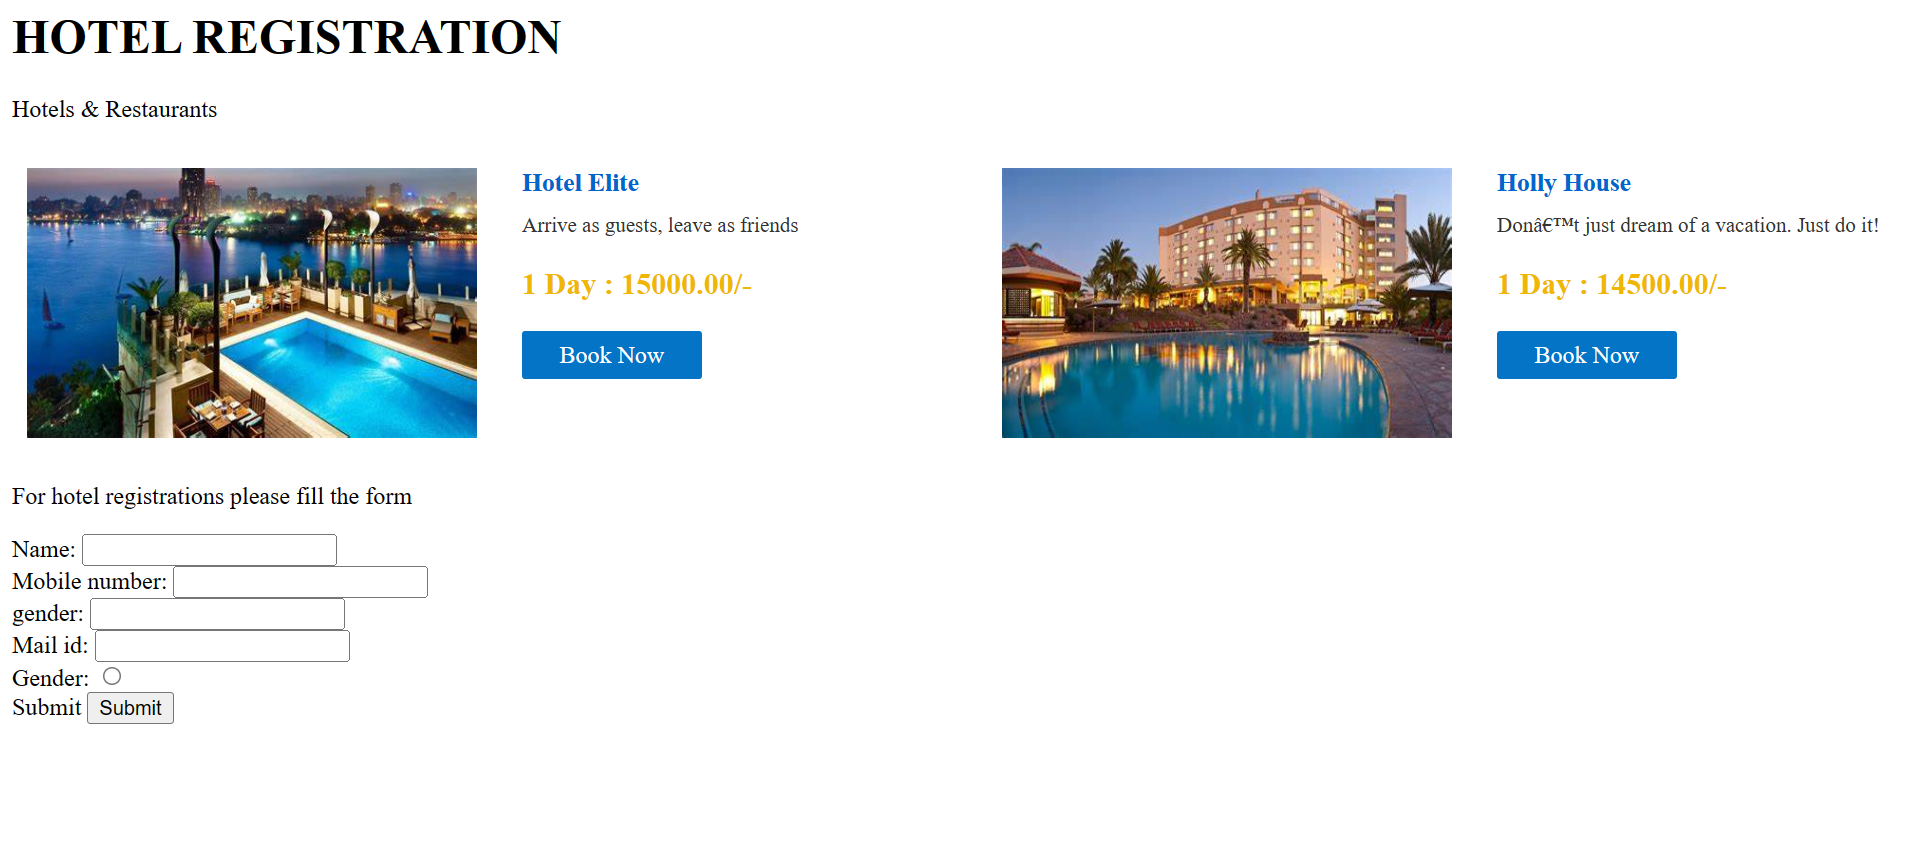 HOTEL REGISTRATION
Hotels & Restaurants
Hotel Elite
Arrive as guests, leave as friends
1 Day : 15000.00/-
Book Now
Holly House
Donâ€™t just dream of a vacation. Just do it!
1 Day : 14500.00/-
Book Now
For hotel registrations please fill the form
Name:
Mobile number:
gender:
Mail id:
Gender:
Submit Submit